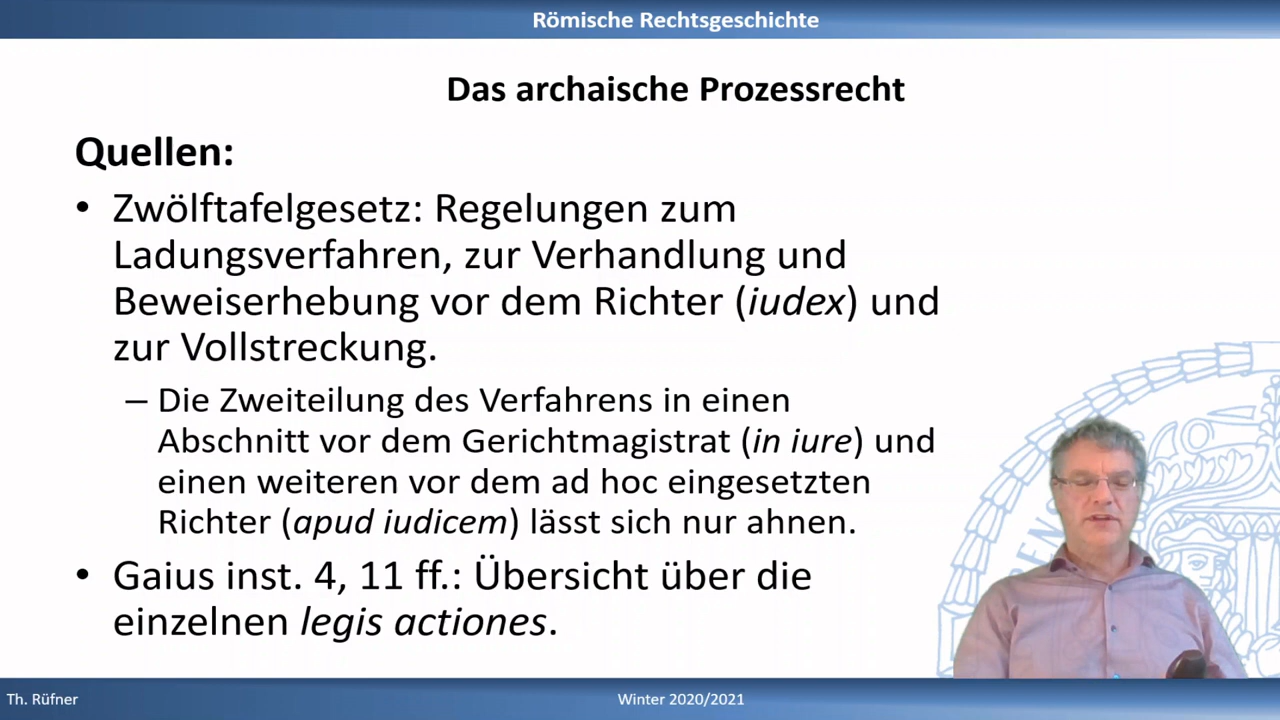 Römische Rechtsgeschichte
Das archaische Prozessrecht
Quellen:
• Zwölftafelgesetz: Regelungen zum
Ladungsverfahren, zur Verhandlung und
Beweiserhebung vor dem Richter (iudex) und
zur Vollstreckung.
– Die Zweiteilung des Verfahrens in einen
Abschnitt vor dem Gerichtmagistrat (in iure) und
einen weiteren vor dem ad hoc eingesetzten
Richter (apud iudicem) lässt sich nur ahnen.
• Gaius inst. 4, 11 ff.: Übersicht über die
einzelnen legis actiones.
Th. Rüfner
Winter 2020/2021